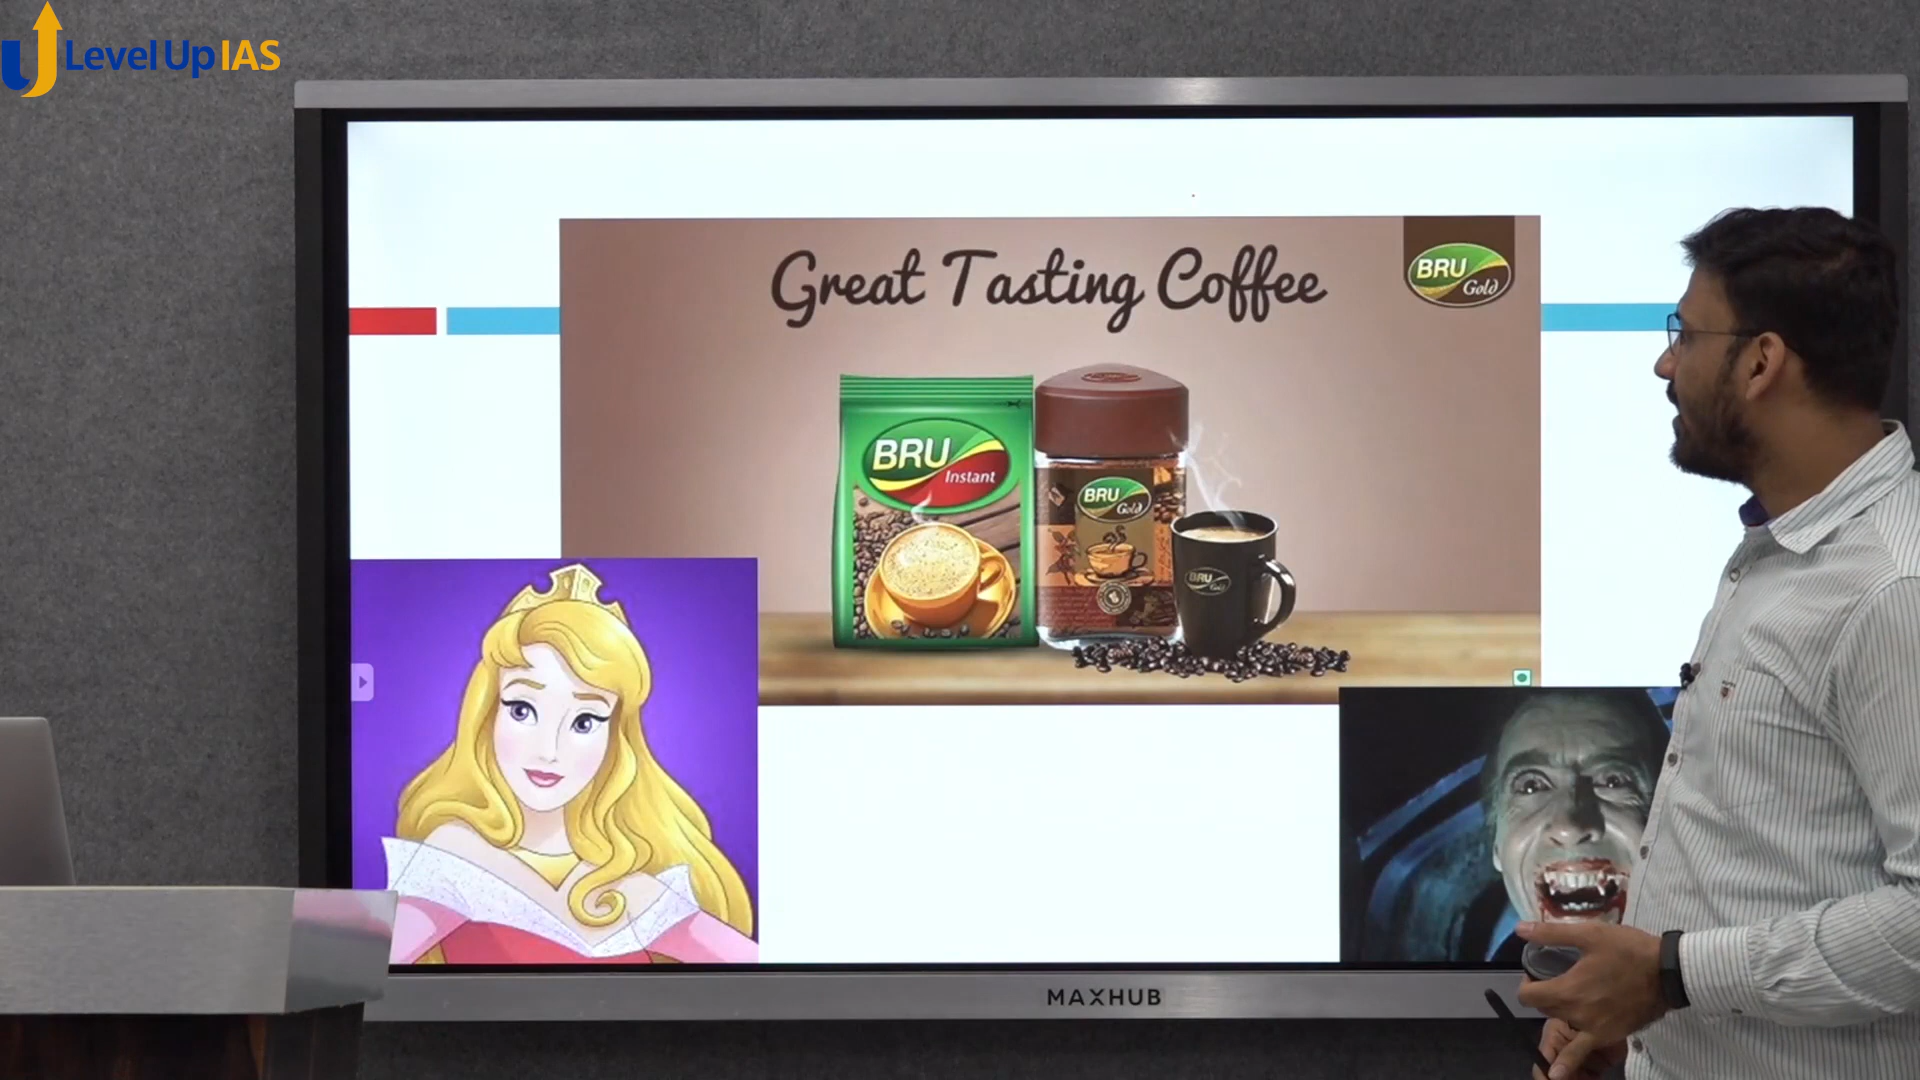 Level Up IAS
Great Tasting Coffee
BRU
Gold
BRU
Instant
BRU
Gold
BRU
Gold
MAXHUB